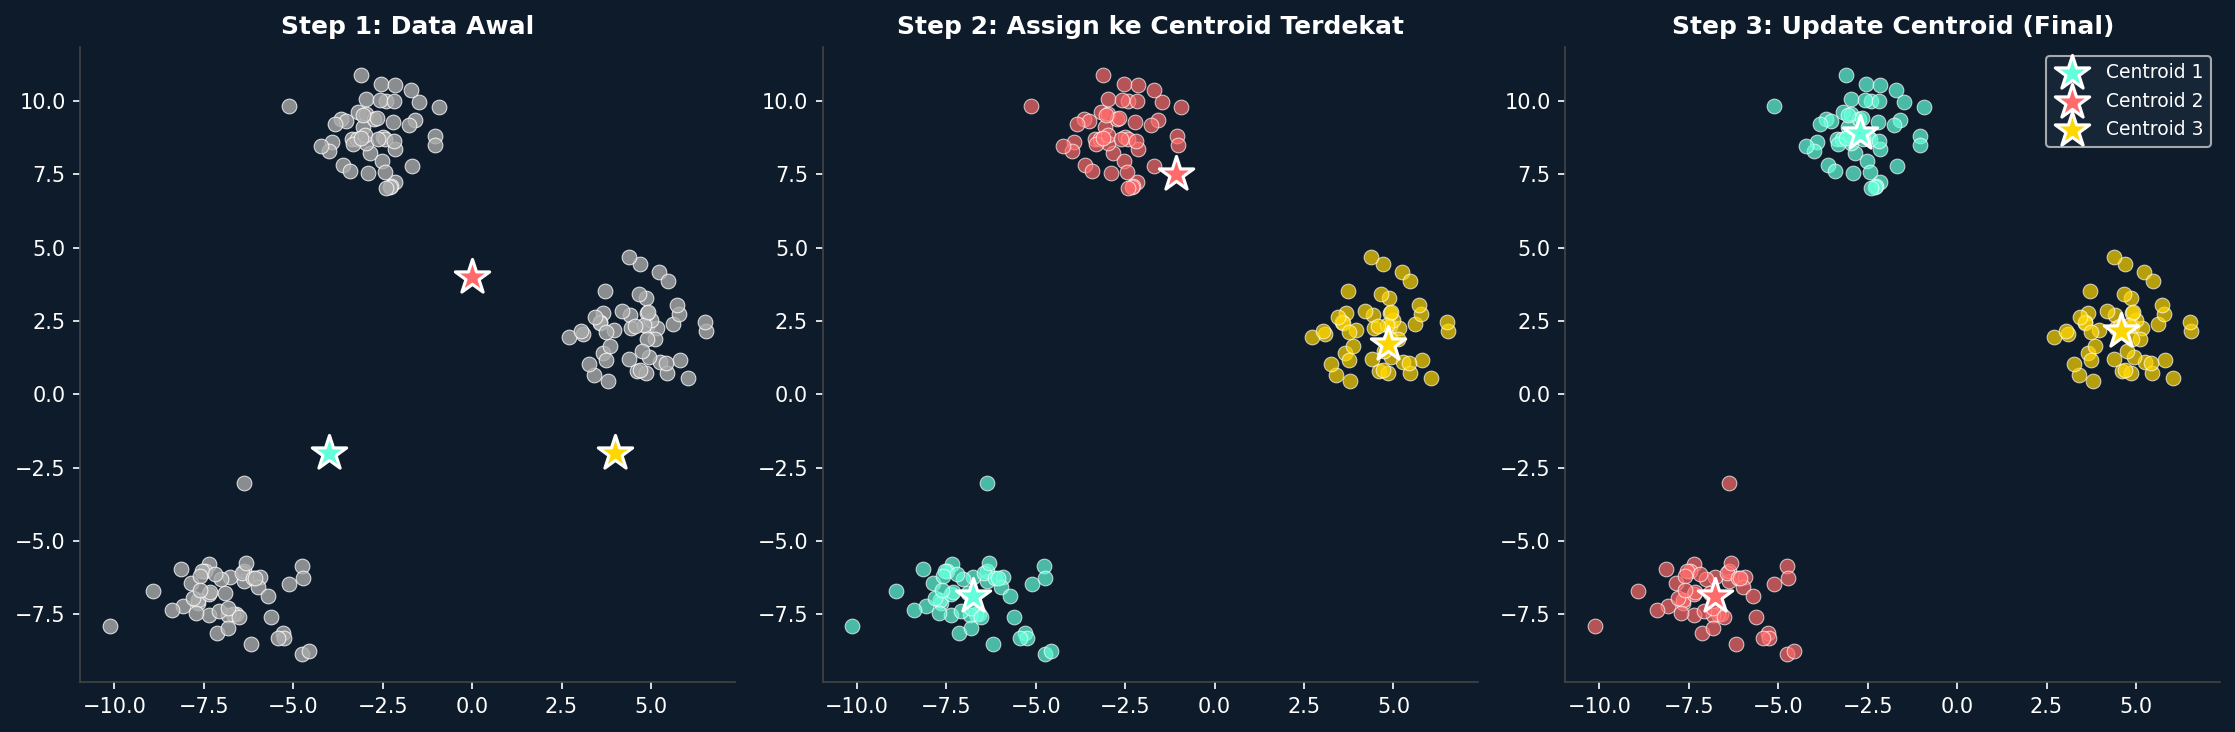 Step 1: Data Awal
10.0
7.5
5.0
2.5
0.0
−2.5
−5.0
−7.5
−10.0 −7.5 −5.0 −2.5 0.0 2.5 5.0
Step 2: Assign ke Centroid Terdekat
10.0
7.5
5.0
2.5
0.0
−2.5
−5.0
−7.5
−10.0 −7.5 −5.0 −2.5 0.0 2.5 5.0
Step 3: Update Centroid (Final)
Centroid 1
Centroid 2
Centroid 3
10.0
7.5
5.0
2.5
0.0
−2.5
−5.0
−7.5
−10.0 −7.5 −5.0 −2.5 0.0 2.5 5.0